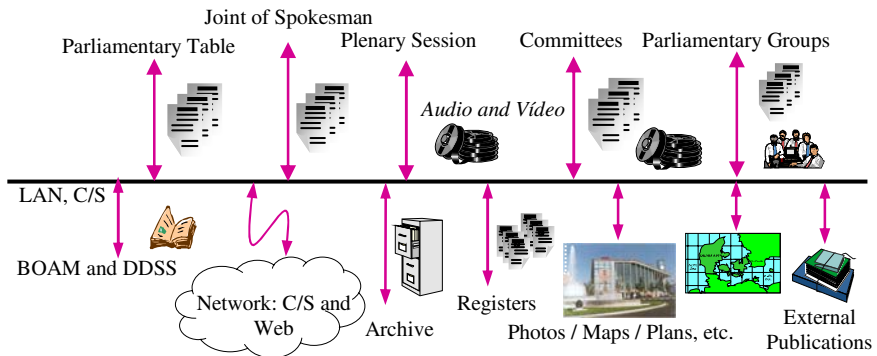 Joint of Spokesman
Parliamentary Table
Plenary Session
Committees
Parliamentary Groups
Audio and Vídeo
LAN, C/S
BOAM and DDSS
Network: C/S and
Web
Archive
Registers
Photos / Maps / Plans, etc.
External
Publications